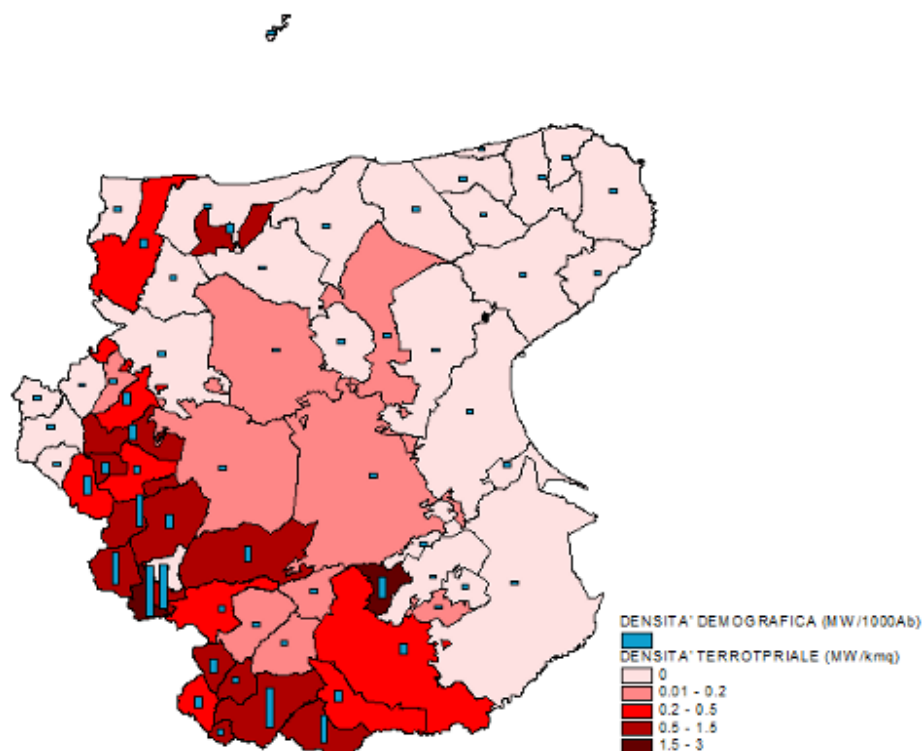 DENSITA' DEMOGRAFICA (MW/1000Ab)
DENSITA' TERROTPRIALE (MW/kmq)
0
0.01 - 0.2
0.2 - 0.5
0.5 - 1.5
1.5 - 3